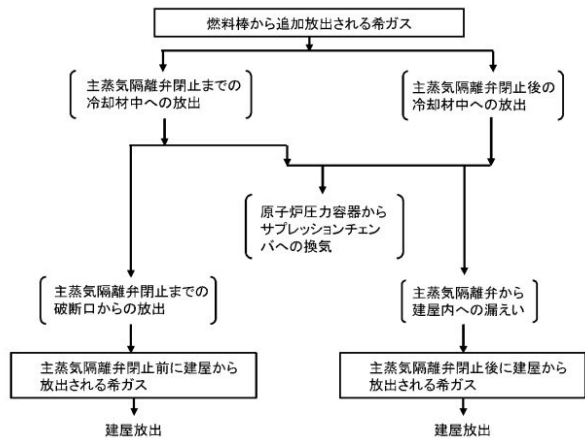 燃料棒から追加放出される希ガス
主蒸気隔離弁閉止までの
冷却材中への放出
主蒸気隔離弁閉止後の
冷却材中への放出
原子炉圧力容器から
サプレッションチェン
バへの換気
主蒸気隔離弁閉止までの
破断口からの放出
主蒸気隔離弁から
建屋内への漏えい
主蒸気隔離弁閉止前に建屋から
放出される希ガス
主蒸気隔離弁閉止後に建屋から
放出される希ガス
建屋放出
建屋放出